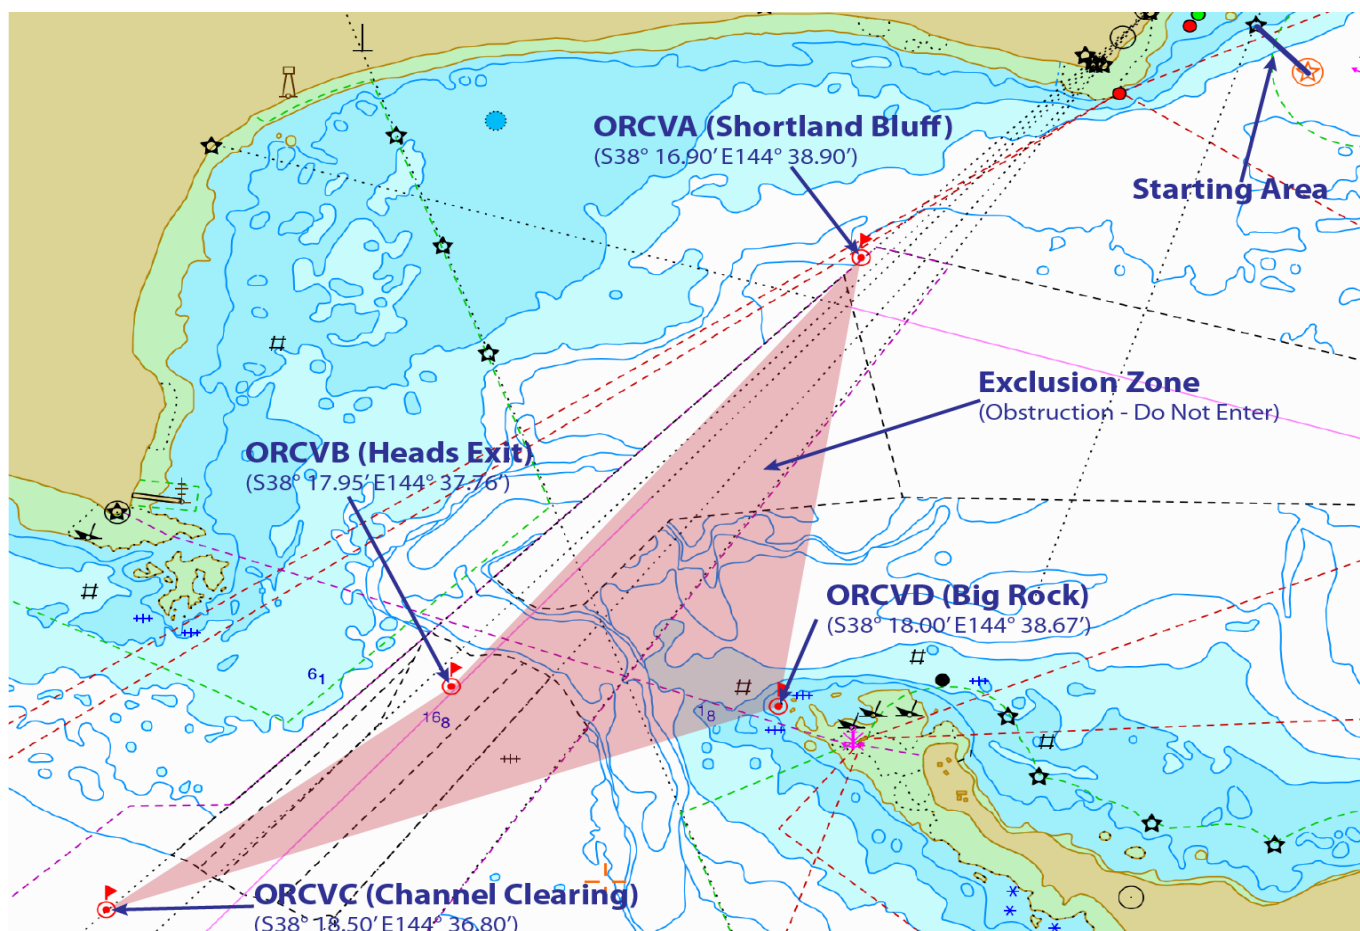 ORCVA (Shortland Bluff)
(S38° 16.90’ E144° 38.90’)
Starting Area
Exclusion Zone
(Obstruction - Do Not Enter)
ORCVB (Heads Exit)
(S38° 17.95’ E144° 37.76’)
ORCVD (Big Rock)
(S38° 18.00’ E144° 38.67’)
6₁
16₈
1₈
ORCVC (Channel Clearing)
(S38° 18.50’ E144° 36.80’)